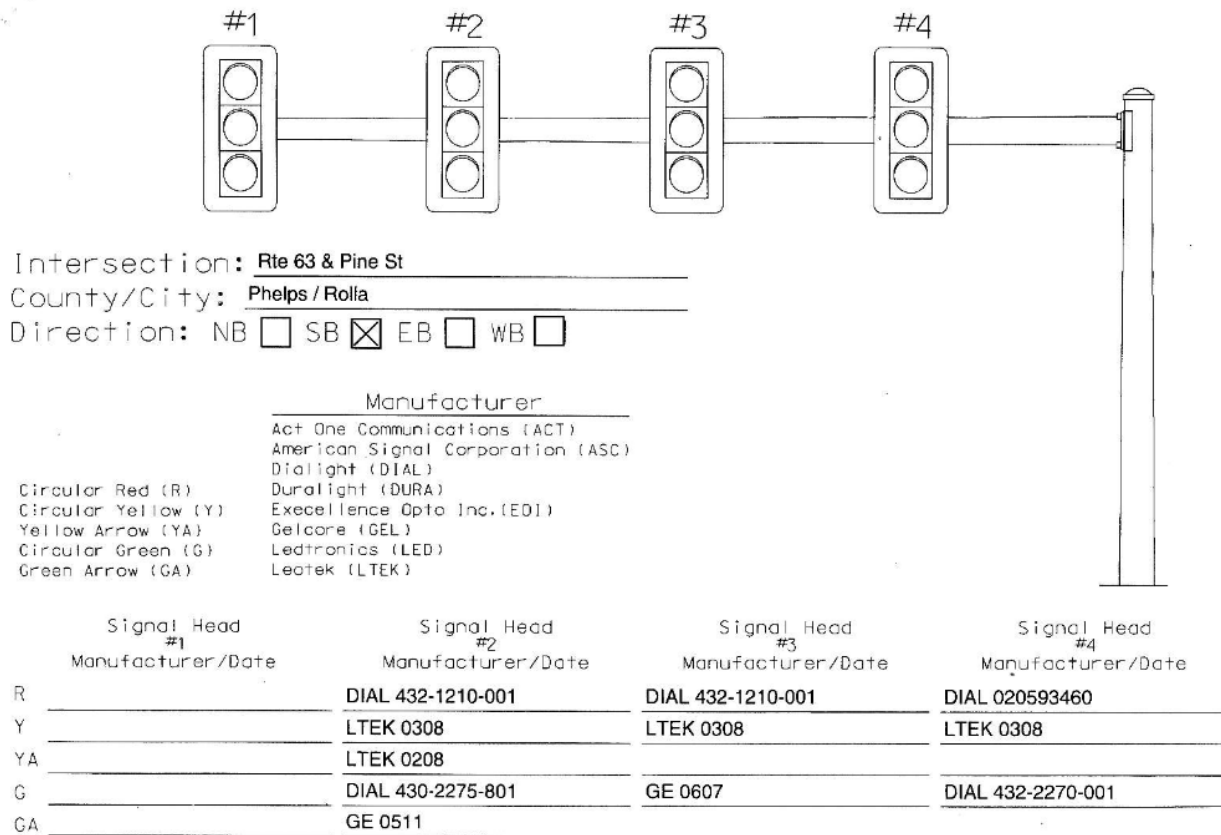 #1 #2 #3 #4
Intersection: Rte 63 & Pine St
County/City: Phelps / Rolla
Direction: NB SB EB WB
Manufacturer
Act One Communications (ACT)
American Signal Corporation (ASC)
Dialight (DIAL)
Circular Red (R) Duralight (DURA)
Circular Yellow (Y) Execellence Opto Inc.(EOI)
Yellow Arrow (YA) Gelcore (GEL)
Circular Green (G) Ledtronics (LED)
Green Arrow (GA) Leotek (LTEK)
Signal Head Signal Head Signal Head Signal Head
#1 #2 #3 #4
Manufacturer/Date Manufacturer/Date Manufacturer/Date Manufacturer/Date
R DIAL 432-1210-001 DIAL 432-1210-001 DIAL 020593460
Y LTEK 0308 LTEK 0308 LTEK 0308
YA LTEK 0208
G DIAL 430-2275-801 GE 0607 DIAL 432-2270-001
GA GE 0511